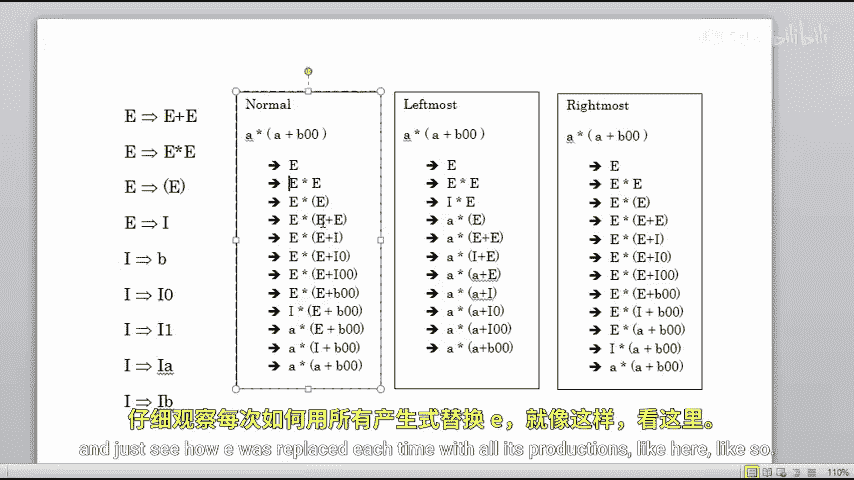 bilibili
E ⇒ E+E
E ⇒ E*E
E ⇒ (E)
E ⇒ I
I ⇒ b
I ⇒ I0
I ⇒ I1
I ⇒ Ia
I ⇒ Ib
Normal
a * ( a + b00 )
➔ E
➔ E * E
➔ E * (E)
➔ E * (E+E)
➔ E * (E+I)
➔ E * (E+I0)
➔ E * (E+I00)
➔ E * (E+b00)
➔ I * (E + b00)
➔ a * (E + b00)
➔ a * (I + b00)
➔ a * (a + b00)
Leftmost
a * ( a + b00 )
➔ E
➔ E * E
➔ I * E
➔ a * (E)
➔ a * (E+E)
➔ a * (I+E)
➔ a * (a+E)
➔ a * (a+I)
➔ a * (a+I0)
➔ a * (a+I00)
➔ a * (a+b00)
Rightmost
a * ( a + b00 )
➔ E
➔ E * E
➔ E * (E)
➔ E * (E+E)
➔ E * (E+I)
➔ E * (E+I0)
➔ E * (E+I00)
➔ E * (E+b00)
➔ E * (I + b00)
➔ E * (a + b00)
➔ I * (a + b00)
➔ a * (a + b00)
仔细观察每次如何用所有产生式替换 e，就像这样，看这里。
and just see how e was replaced each time with all its productions, like here, like so.
110%